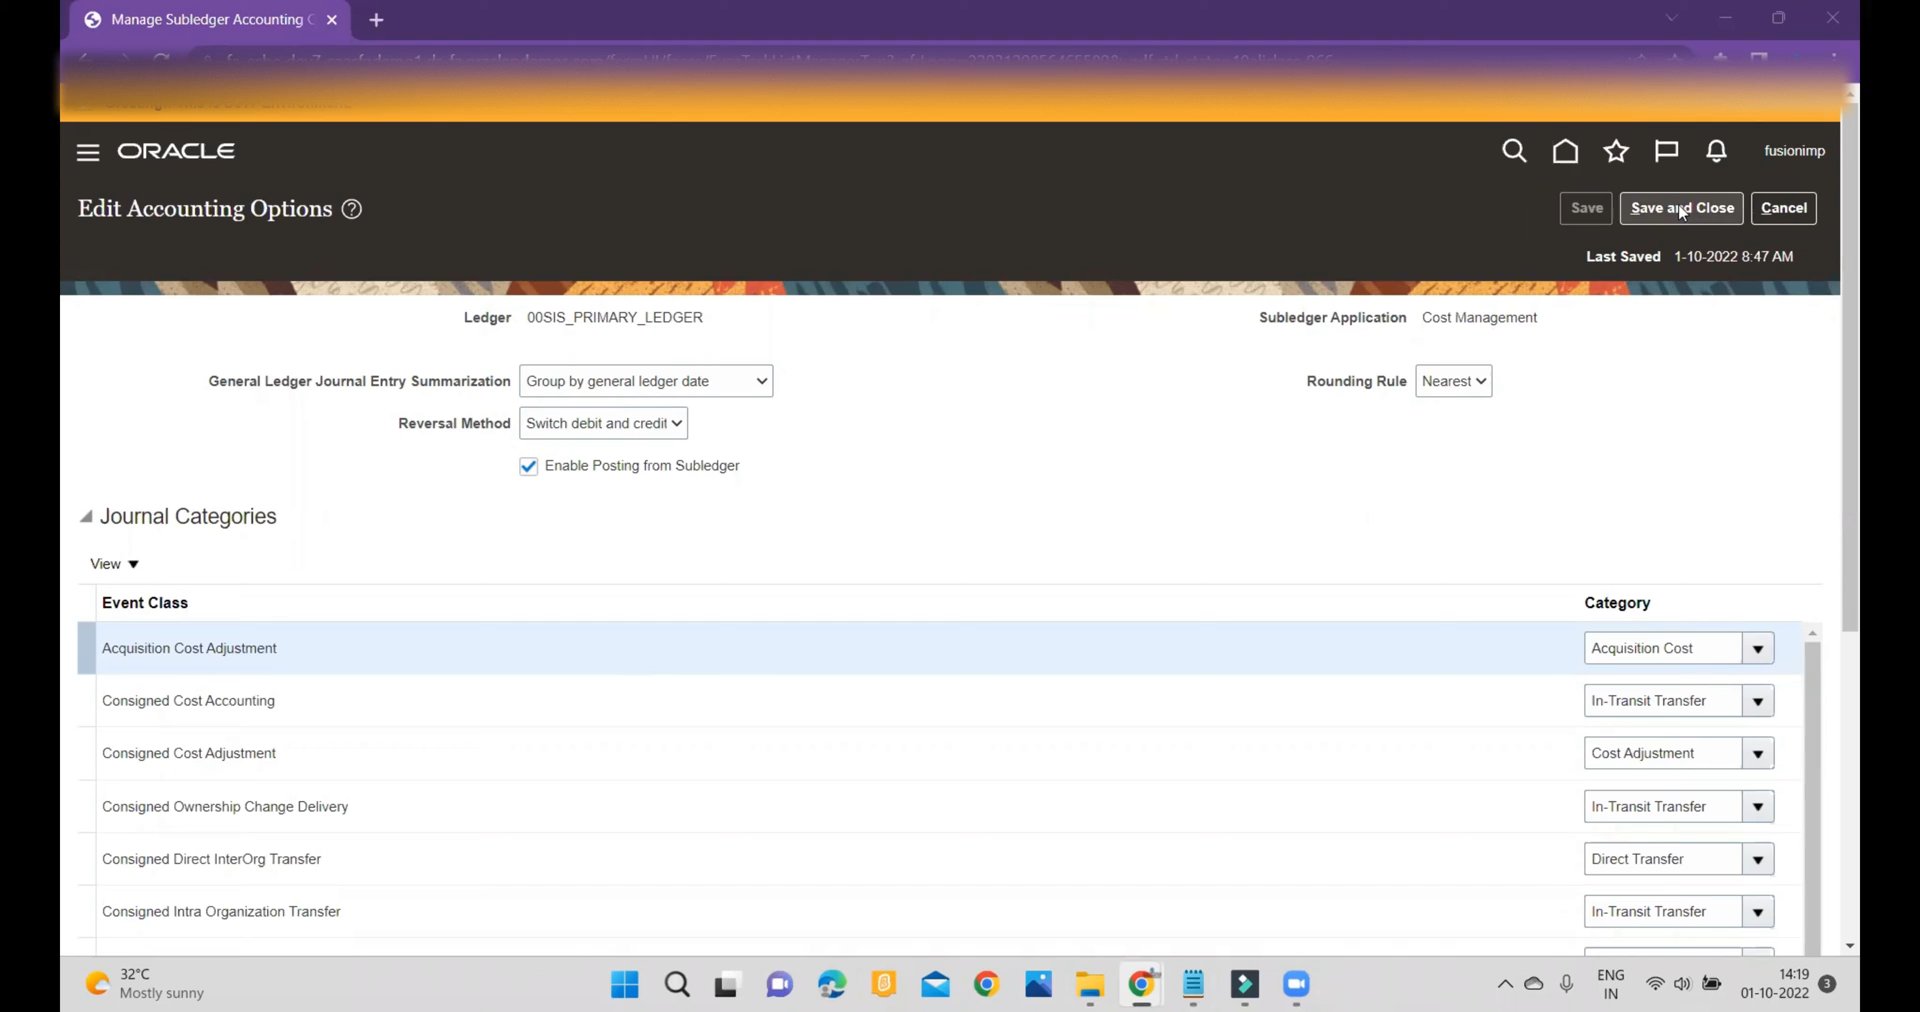 Manage Subledger Accounting
ORACLE
fusionimp
Edit Accounting Options ?
Save Save and Close Cancel
Last Saved 1-10-2022 8:47 AM
Ledger 00SIS_PRIMARY_LEDGER
Subledger Application Cost Management
General Ledger Journal Entry Summarization Group by general ledger date
Rounding Rule Nearest
Reversal Method Switch debit and credit
Enable Posting from Subledger
Journal Categories
View
Event Class Category
Acquisition Cost Adjustment Acquisition Cost
Consigned Cost Accounting In-Transit Transfer
Consigned Cost Adjustment Cost Adjustment
Consigned Ownership Change Delivery In-Transit Transfer
Consigned Direct InterOrg Transfer Direct Transfer
Consigned Intra Organization Transfer In-Transit Transfer
32°C
Mostly sunny
ENG
IN
14:19
01-10-2022
3